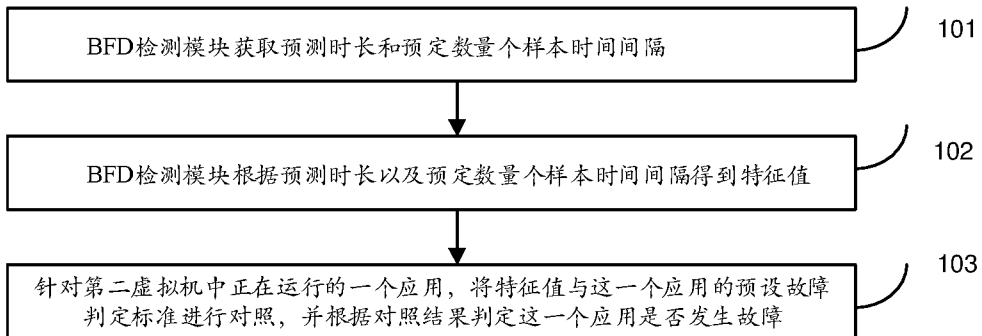 BFD检测模块获取预测时长和预定数量个样本时间间隔
101
BFD检测模块根据预测时长以及预定数量个样本时间间隔得到特征值
102
针对第二虚拟机中正在运行的一个应用，将特征值与这一个应用的预设故障
判定标准进行对照，并根据对照结果判定这一个应用是否发生故障
103